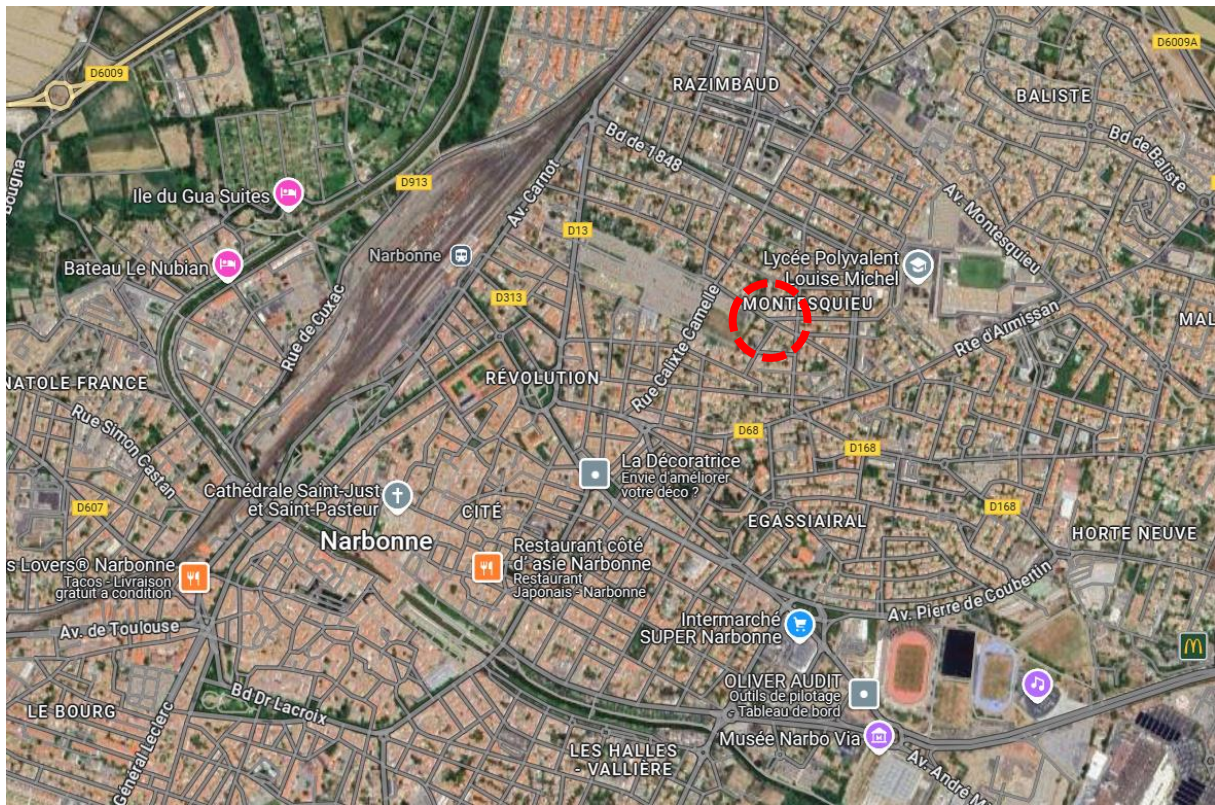 D6009
D6009A
RAZIMBAUD
BALISTE
Bd de 1848
Bd de Baliste
Bougna
D913
Ile du Gua Suites
Av. Carnot
Av. Montesquieu
D13
Narbonne
Lycée Polyvalent
Louise Michel
Bateau Le Nubian
Rue de Cuxac
D313
MONTESQUIEU
MAL
Rte d'Armissan
Rue Calixte Camelle
NATOLE FRANCE
RÉVOLUTION
Rue Simon Castan
D68
D168
La Décoratrice
Envie d'améliorer
votre déco ?
Cathédrale Saint-Just
et Saint-Pasteur
D607
CITÉ
EGASSIAIRAL
D168
HORTE NEUVE
Narbonne
s Lovers® Narbonne
Tacos - Livraison
gratuit a condition
Restaurant côté
d' asie Narbonne
Restaurant
Japonais - Narbonne
Av. Pierre de Coubertin
Intermarché
SUPER Narbonne
Av. de Toulouse
OLIVER AUDIT
Outils de pilotage
- Tableau de bord
Bd Dr Lacroix
LE BOURG
Général Leclerc
LES HALLES
- VALLIÈRE
Musée Narbo Via
Av. André M